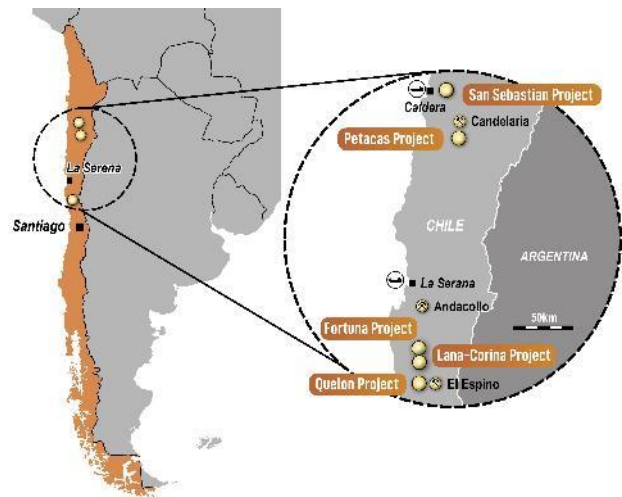 La Serena
Santiago
San Sebastian Project
Caldera
Candelaria
Petacas Project
CHILE
ARGENTINA
La Serana
Andacollo
50km
Fortuna Project
Lana-Corina Project
Quelon Project
El Espino